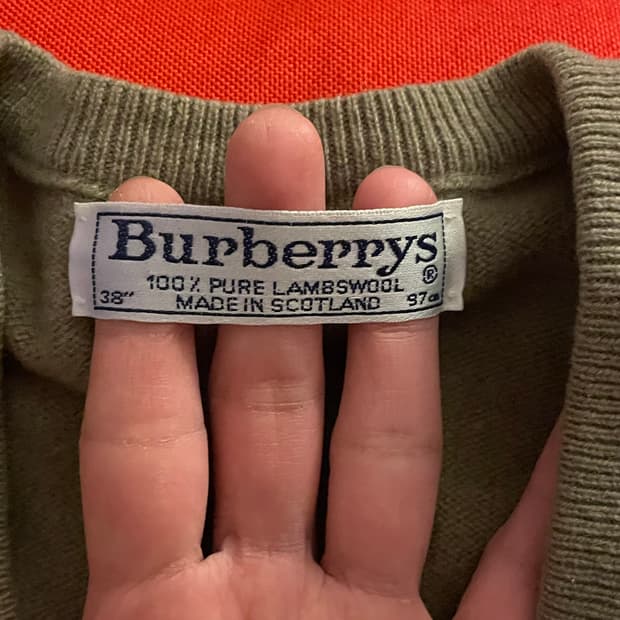 Burberrys®
100% PURE LAMBSWOOL
38" MADE IN SCOTLAND 97cm